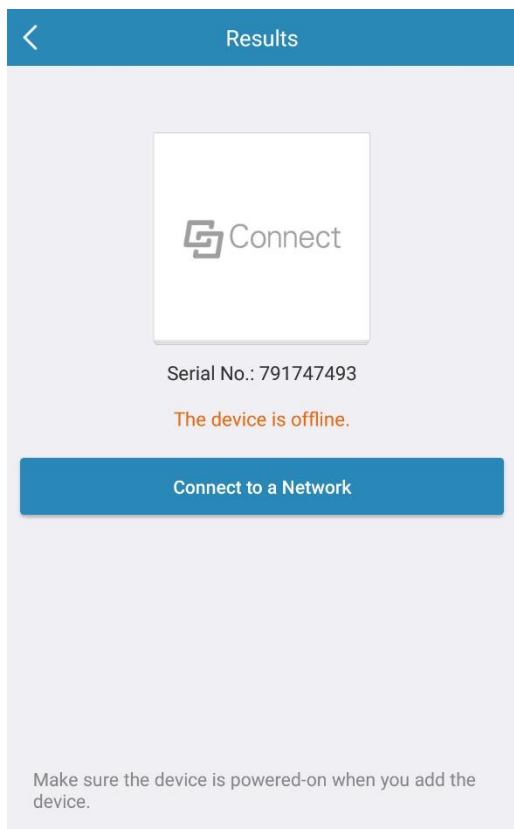 Results
Connect
Serial No.: 791747493
The device is offline.
Connect to a Network
Make sure the device is powered-on when you add the
device.